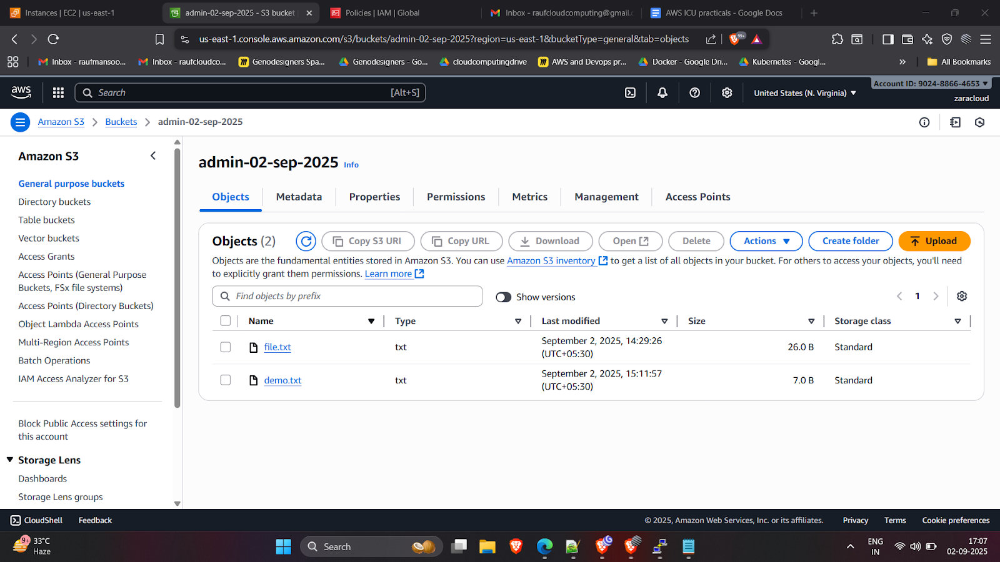 Instances | EC2 | us-east-1
admin-02-sep-2025 - S3 bucket
Policies | IAM | Global
Inbox - raufcloudcomputing@gmail.c
AWS ICU practicals - Google Docs
us-east-1.console.aws.amazon.com/s3/buckets/admin-02-sep-2025?region=us-east-1&bucketType=general&tab=objects
99+
Inbox - raufmansoo...
Inbox - raufcloudco...
Genodesigners Spa...
Genodesigners - Go...
cloudcomputingdrive
AWS and Devops pr...
Docker - Google Dri...
Kubernetes - Googl...
All Bookmarks
aws
Search
[Alt+S]
United States (N. Virginia)
Account ID: 9024-8866-4653
zaracloud
Amazon S3
Buckets
admin-02-sep-2025
Amazon S3
General purpose buckets
Directory buckets
Table buckets
Vector buckets
Access Grants
Access Points (General Purpose
Buckets, FSx file systems)
Access Points (Directory Buckets)
Object Lambda Access Points
Multi-Region Access Points
Batch Operations
IAM Access Analyzer for S3
Block Public Access settings for
this account
Storage Lens
Dashboards
Storage Lens groups
admin-02-sep-2025 Info
Objects
Metadata
Properties
Permissions
Metrics
Management
Access Points
Objects (2)
Copy S3 URI
Copy URL
Download
Open
Delete
Actions
Create folder
Upload
Objects are the fundamental entities stored in Amazon S3. You can use Amazon S3 inventory to get a list of all objects in your bucket. For others to access your objects, you'll need
to explicitly grant them permissions. Learn more
Find objects by prefix
Show versions
1
Name
Type
Last modified
Size
Storage class
file.txt
txt
September 2, 2025, 14:29:26
(UTC+05:30)
26.0 B
Standard
demo.txt
txt
September 2, 2025, 15:11:57
(UTC+05:30)
7.0 B
Standard
CloudShell
Feedback
© 2025, Amazon Web Services, Inc. or its affiliates.
Privacy
Terms
Cookie preferences
9+
33°C
Haze
Search
ENG
IN
17:07
02-09-2025